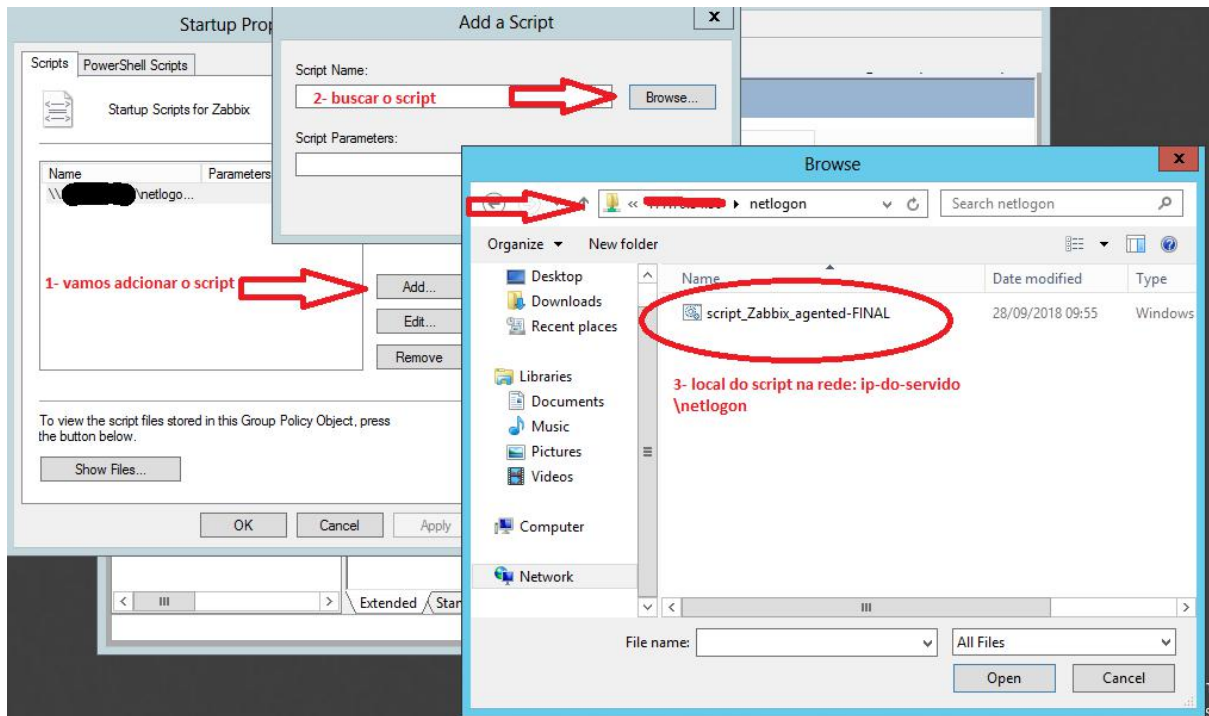 Startup Prop
Scripts
PowerShell Scripts
Startup Scripts for Zabbix
Name
Parameters
\\
\netlogo...
1- vamos adcionar o script
Add...
Edit...
Remove
To view the script files stored in this Group Policy Object, press
the button below.
Show Files...
OK
Cancel
Apply
Extended
Star
Add a Script
x
Script Name:
2- buscar o script
Browse...
Script Parameters:
Browse
x
«
netlogon
Search netlogon
Organize
New folder
Desktop
Downloads
Recent places
Libraries
Documents
Music
Pictures
Videos
Computer
Network
Name
Date modified
Type
script_Zabbix_agented-FINAL
28/09/2018 09:55
Windows
3- local do script na rede: ip-do-servido
\netlogon
File name:
All Files
Open
Cancel